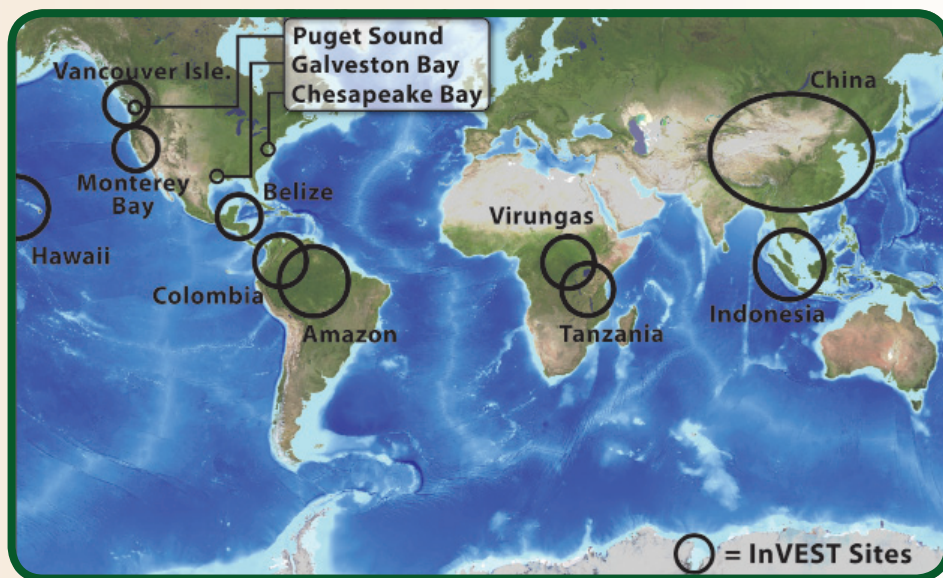 Puget Sound
Galveston Bay
Chesapeake Bay
Vancouver Isle.
China
Monterey
Bay
Belize
Virungas
Hawaii
Colombia
Amazon
Tanzania
Indonesia
= InVEST Sites